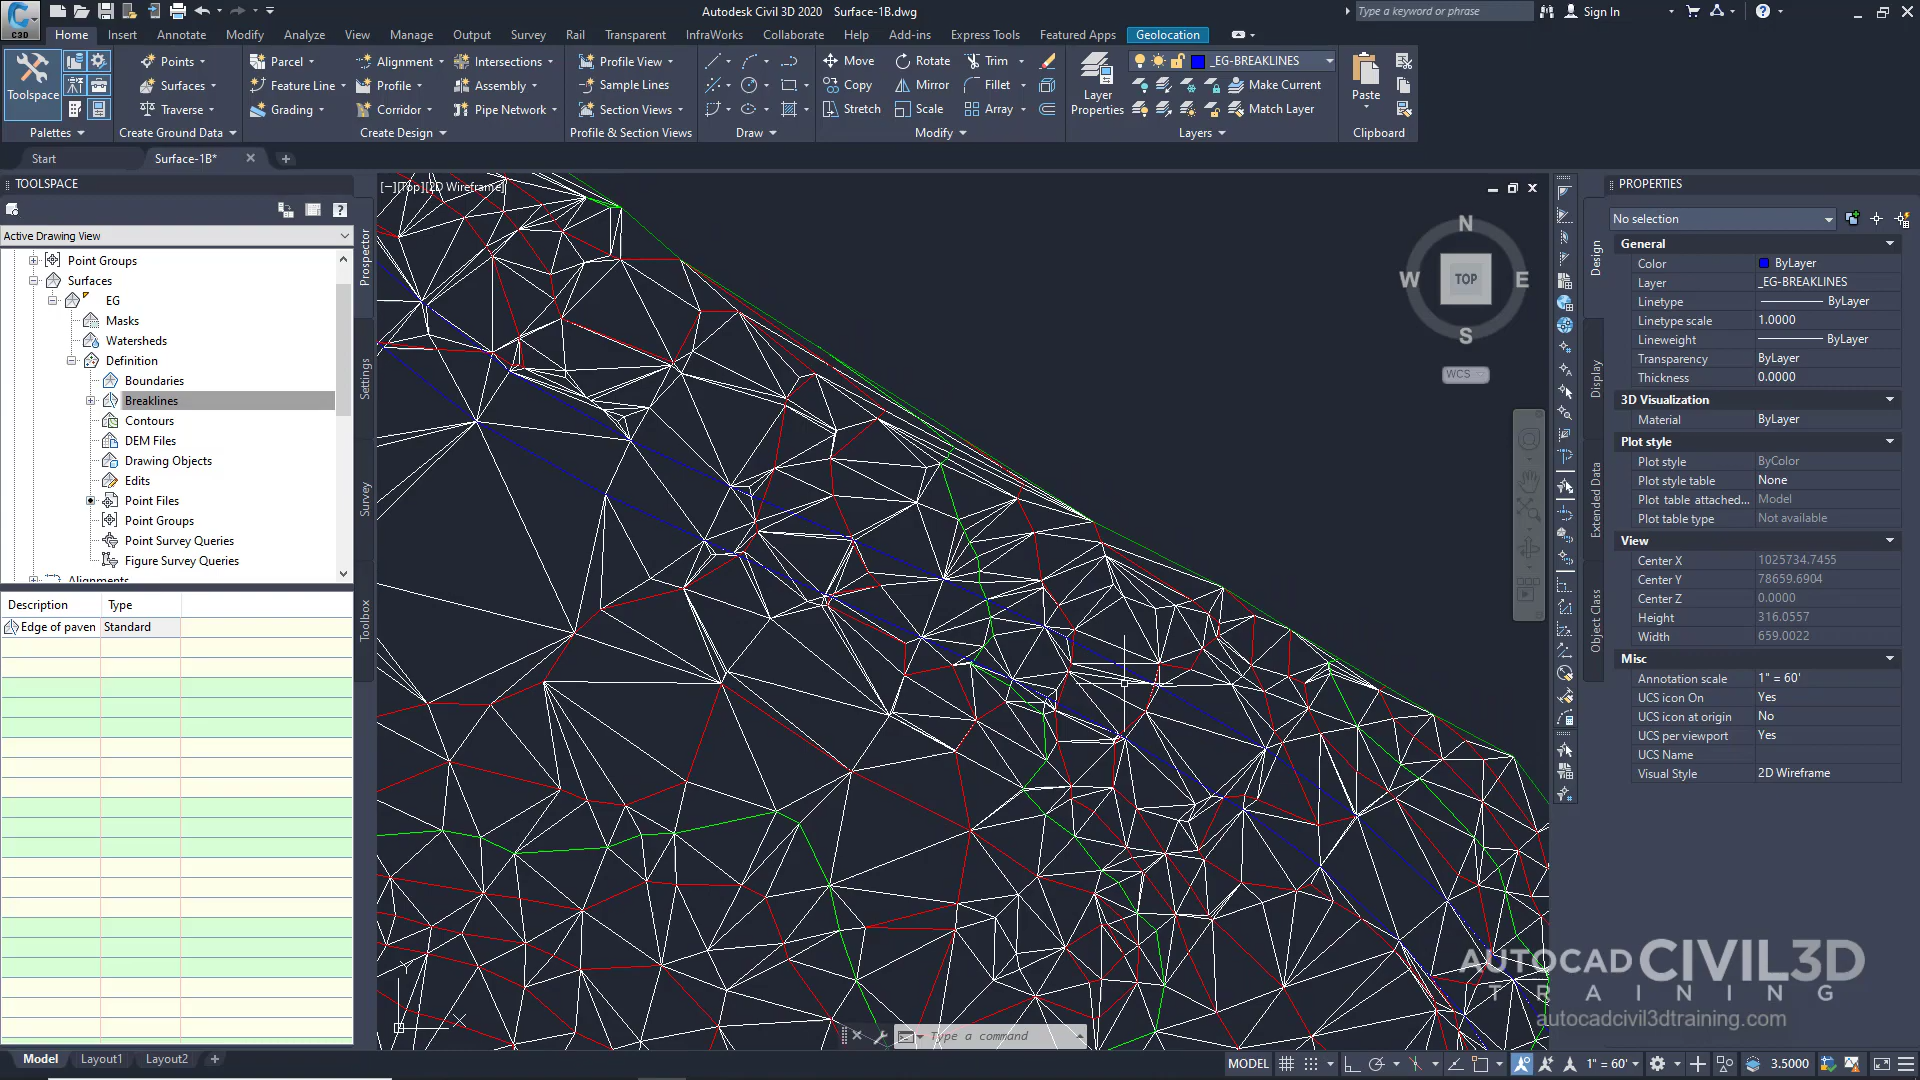 Autodesk Civil 3D 2020 Surface-1B.dwg
Type a keyword or phrase
Sign In
C3D
Home Insert Annotate Modify Analyze View Manage Output Survey Rail Transparent InfraWorks Collaborate Help Add-ins Express Tools Featured Apps Geolocation
Toolspace
Points
Surfaces
Traverse
Parcel
Feature Line
Grading
Alignment
Profile
Corridor
Intersections
Assembly
Pipe Network
Profile View
Sample Lines
Section Views
Move
Copy
Stretch
Rotate
Mirror
Scale
Trim
Fillet
Array
Layer
Properties
_EG-BREAKLINES
Make Current
Match Layer
Paste
Palettes
Create Ground Data
Create Design
Profile & Section Views
Draw
Modify
Layers
Clipboard
Start
Surface-1B*
TOOLSPACE
Active Drawing View
Point Groups
Surfaces
EG
Masks
Watersheds
Definition
Boundaries
Breaklines
Contours
DEM Files
Drawing Objects
Edits
Point Files
Point Groups
Point Survey Queries
Figure Survey Queries
Alignments
Prospector
Settings
Survey
Toolbox
Description Type
Edge of paven Standard
[−][Top][2D Wireframe]
N
W
TOP
E
S
WCS
Y
X
Type a command
PROPERTIES
No selection
Design
Display
Extended Data
Object Class
General
Color ByLayer
Layer _EG-BREAKLINES
Linetype ByLayer
Linetype scale 1.0000
Lineweight ByLayer
Transparency ByLayer
Thickness 0.0000
3D Visualization
Material ByLayer
Plot style
Plot style ByColor
Plot style table None
Plot table attached... Model
Plot table type Not available
View
Center X 1025734.7455
Center Y 78659.6904
Center Z 0.0000
Height 316.0557
Width 659.0022
Misc
Annotation scale 1" = 60'
UCS icon On Yes
UCS icon at origin No
UCS per viewport Yes
UCS Name
Visual Style 2D Wireframe
AUTOCAD CIVIL3D
TRAINING
autocadcivil3dtraining.com
Model Layout1 Layout2
MODEL
1" = 60'
3.5000